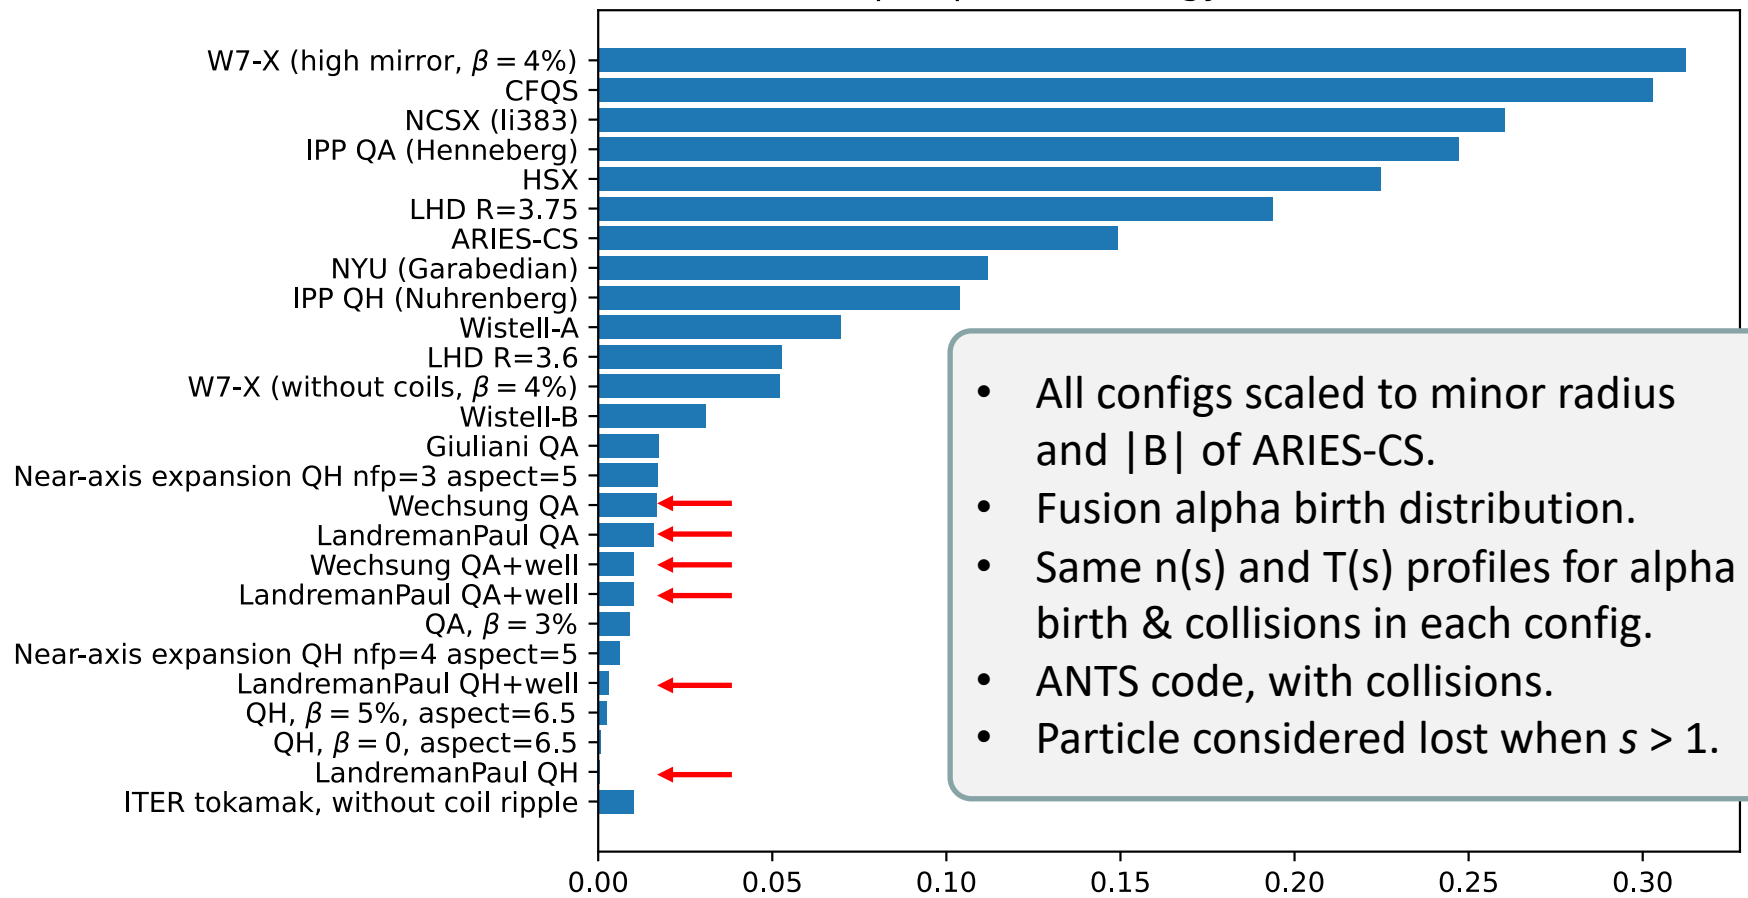 W7-X (high mirror, β = 4%)
CFQS
NCSX (li383)
IPP QA (Henneberg)
HSX
LHD R=3.75
ARIES-CS
NYU (Garabedian)
IPP QH (Nuhrenberg)
Wistell-A
LHD R=3.6
W7-X (without coils, β = 4%)
Wistell-B
Giuliani QA
Near-axis expansion QH nfp=3 aspect=5
Wechsung QA
LandremanPaul QA
Wechsung QA+well
LandremanPaul QA+well
QA, β = 3%
Near-axis expansion QH nfp=4 aspect=5
LandremanPaul QH+well
QH, β = 5%, aspect=6.5
QH, β = 0, aspect=6.5
LandremanPaul QH
ITER tokamak, without coil ripple
• All configs scaled to minor radius
and |B| of ARIES-CS.
• Fusion alpha birth distribution.
• Same n(s) and T(s) profiles for alpha
birth & collisions in each config.
• ANTS code, with collisions.
• Particle considered lost when s > 1.
0.00 0.05 0.10 0.15 0.20 0.25 0.30